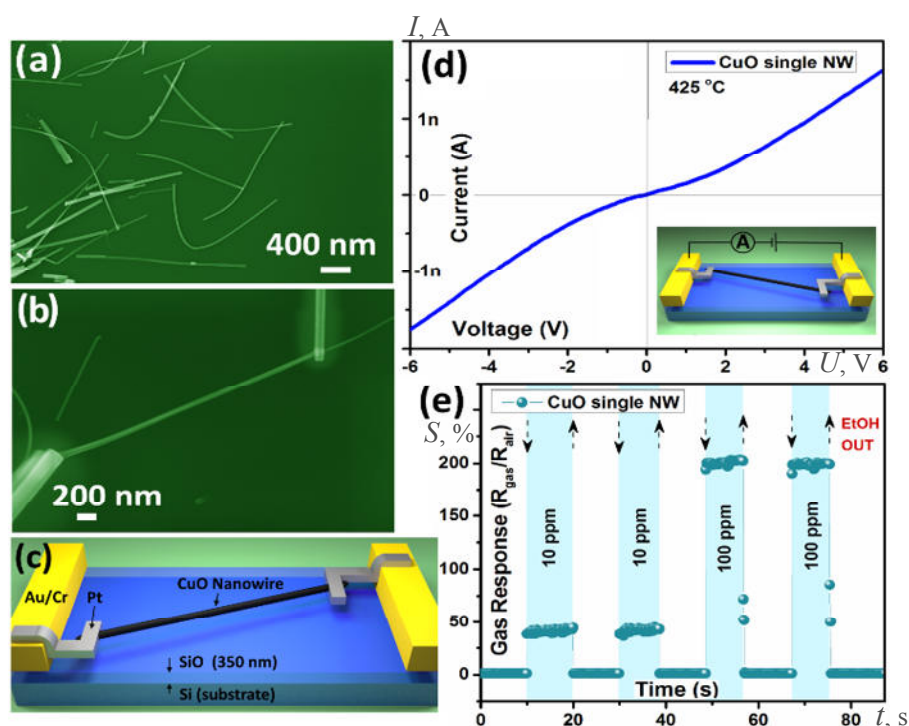 (a)
400 nm
(b)
200 nm
(c)
Au/Cr
Pt
CuO Nanowire
SiO (350 nm)
Si (substrate)
I, A
(d)
CuO single NW
425 °C
1n
0
-1n
Current (A)
A
Voltage (V)
-6 -4 -2 0 2 4 6
U, V
(e)
CuO single NW
S, %
Gas Response (Rgas/Rair)
EtOH
OUT
200
150
100
50
0
10 ppm
10 ppm
100 ppm
100 ppm
Time (s)
0 20 40 60 80
t, s